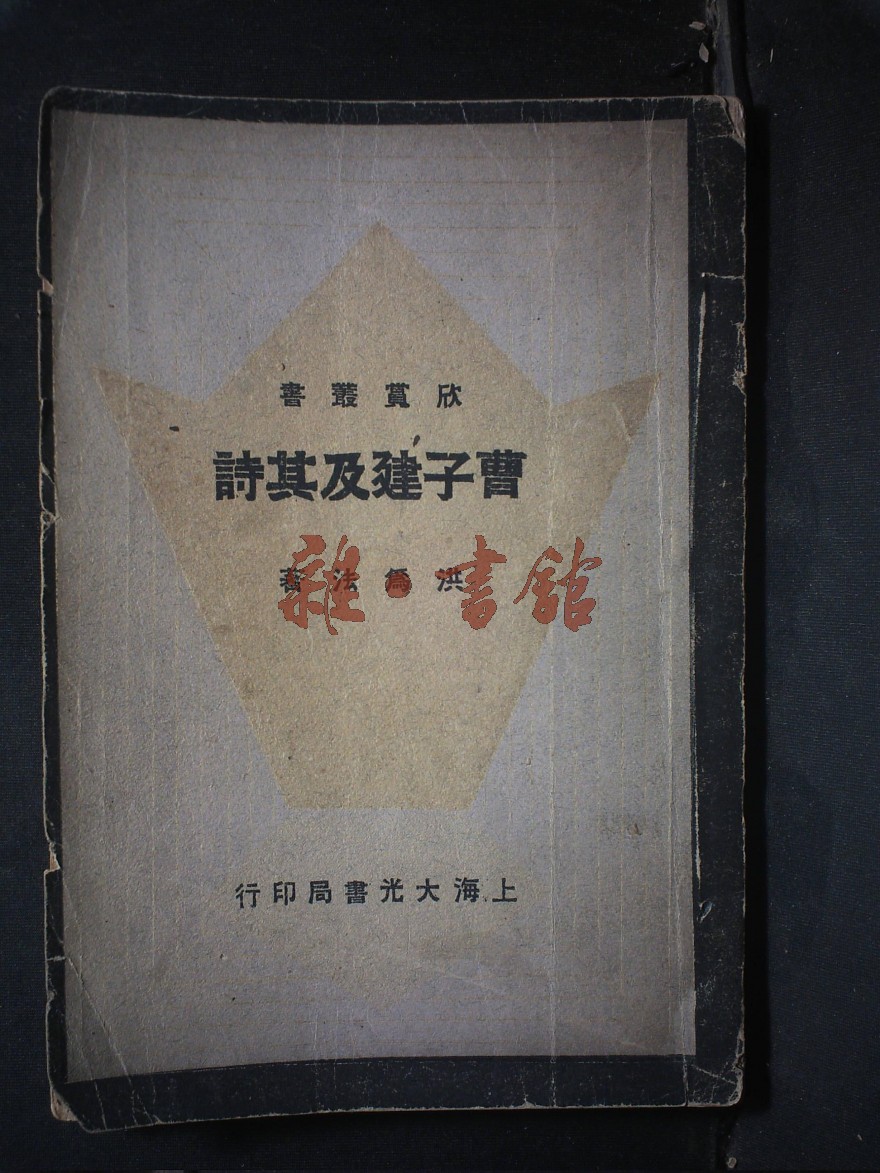 欣賞叢書
曹子建及其詩
洪為法著
雜·書館
上海大光書局印行